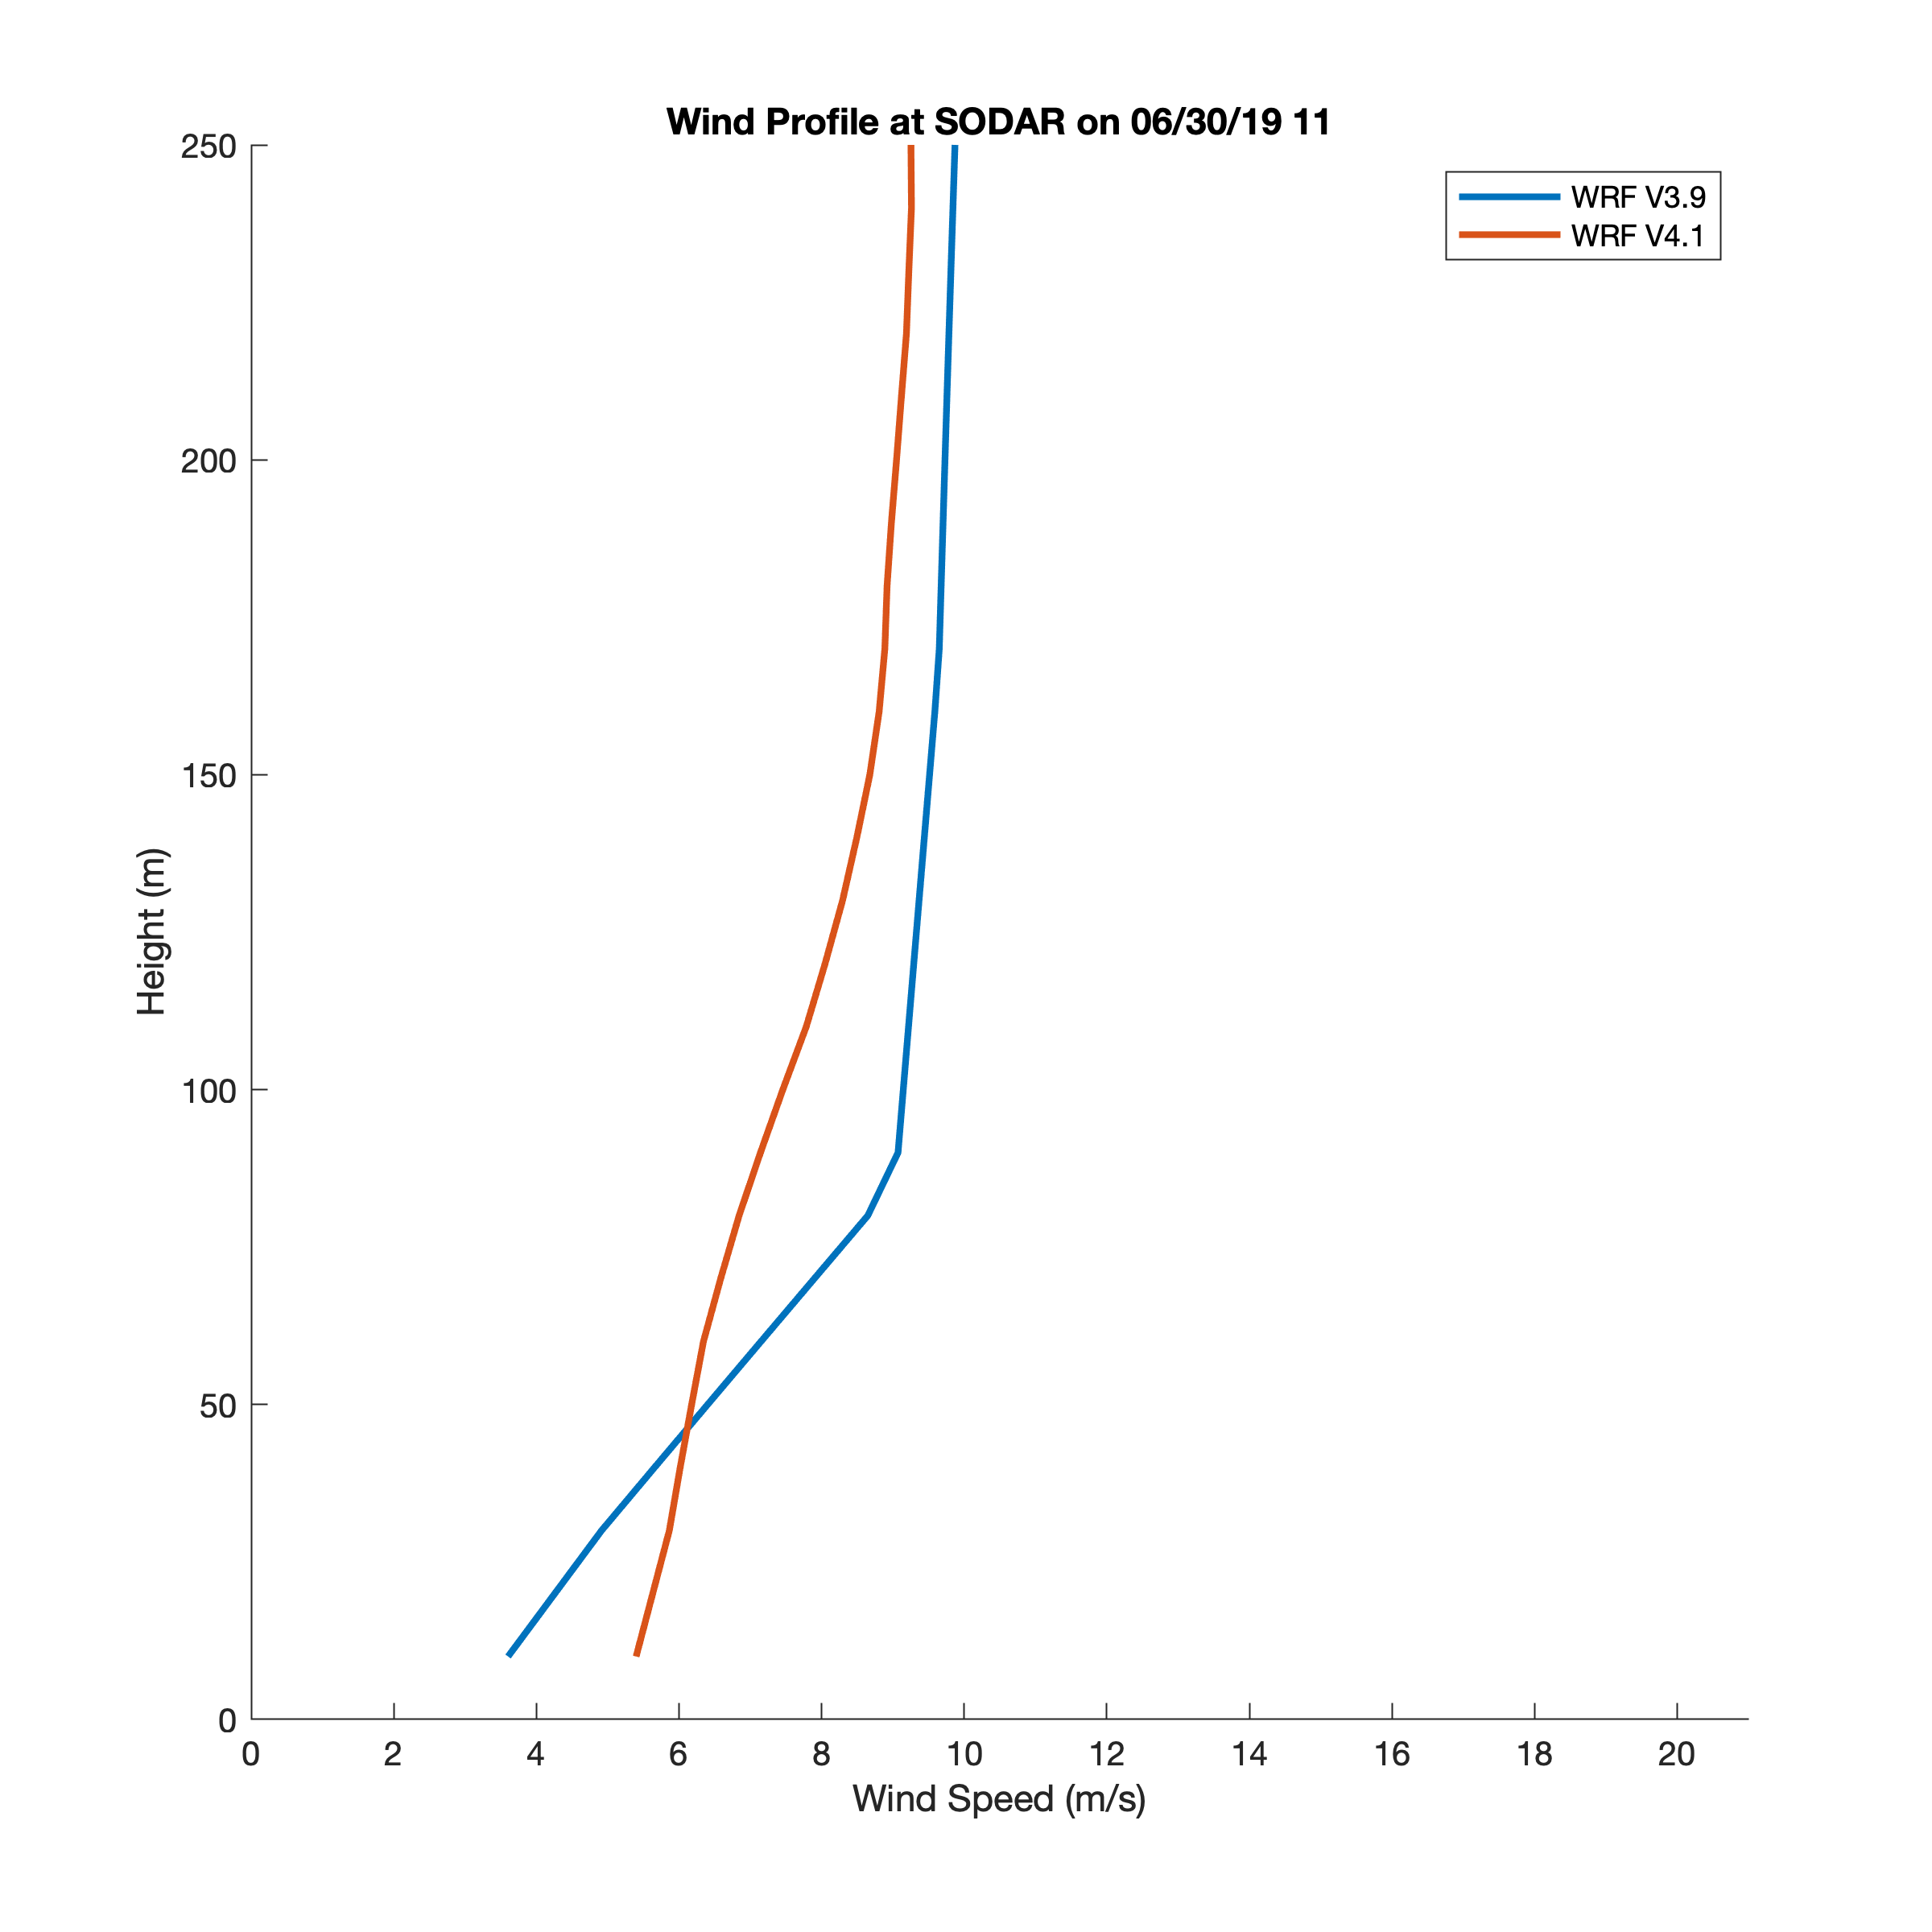 Wind Profile at SODAR on 06/30/19 11
WRF V3.9
WRF V4.1
250
200
150
100
50
0
Height (m)
0 2 4 6 8 10 12 14 16 18 20
Wind Speed (m/s)